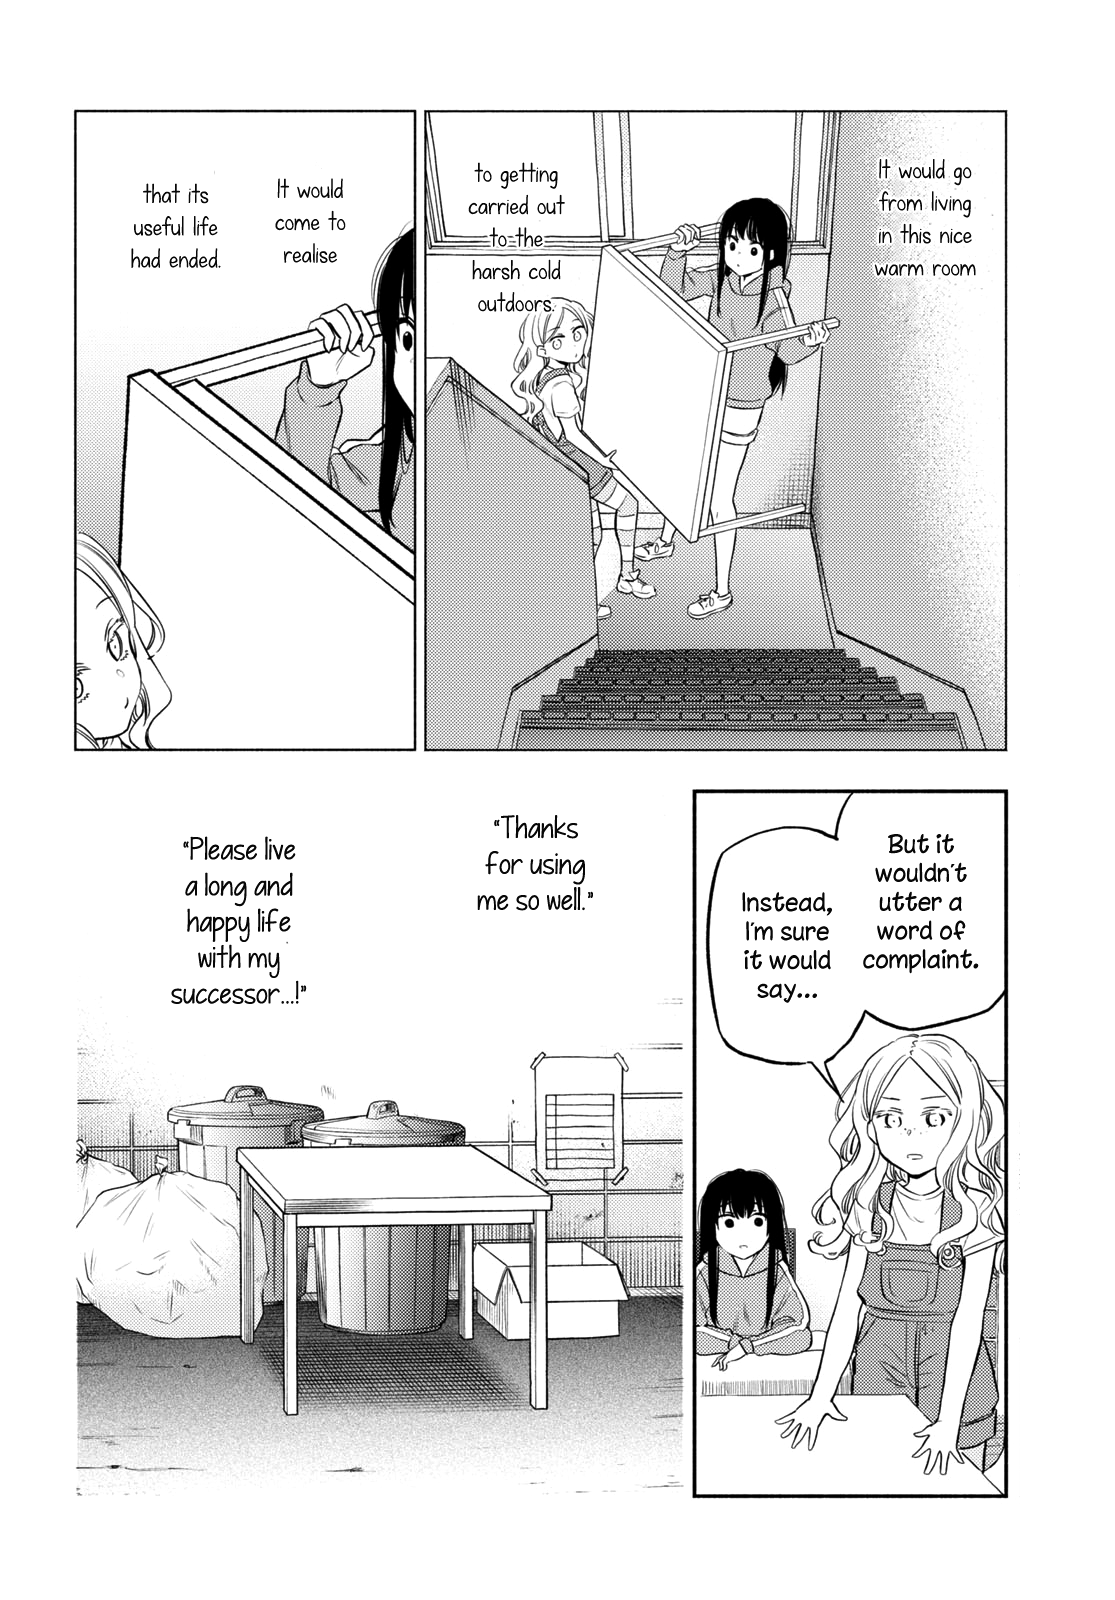 It would go
from living
in this nice
warm room
to getting
carried out
to the
harsh cold
outdoors.
It would
come to
realise
that its
useful life
had ended.
But it
wouldn't
utter a
word of
complaint.
Instead,
I'm sure
it would
say...
"Thanks
for using
me so well."
"Please live
a long and
happy life
with my
successor...!"